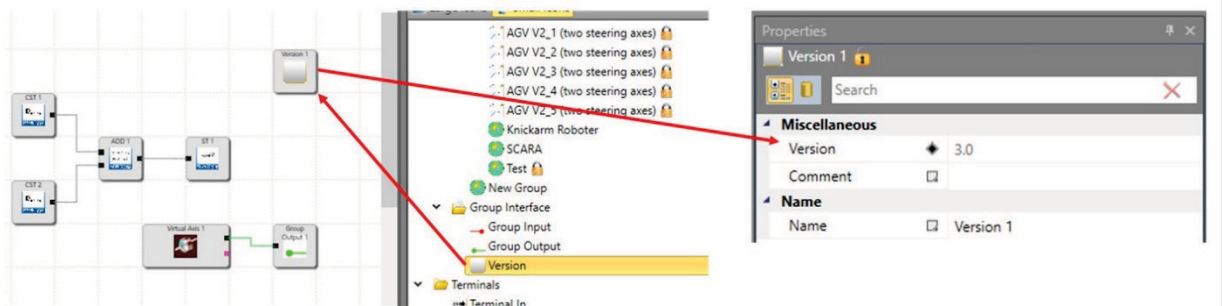 Version 1
CST 1
ADD 1
ST 1
CST 2
Virtual Axis 1
Group
Output 1
AGV V2_1 (two steering axes)
AGV V2_2 (two steering axes)
AGV V2_3 (two steering axes)
AGV V2_4 (two steering axes)
AGV V2_5 (two steering axes)
Knickarm Roboter
SCARA
Test
New Group
Group Interface
Group Input
Group Output
Version
Terminals
Terminal In
Properties
Version 1
Search
Miscellaneous
Version 3.0
Comment
Name
Name Version 1